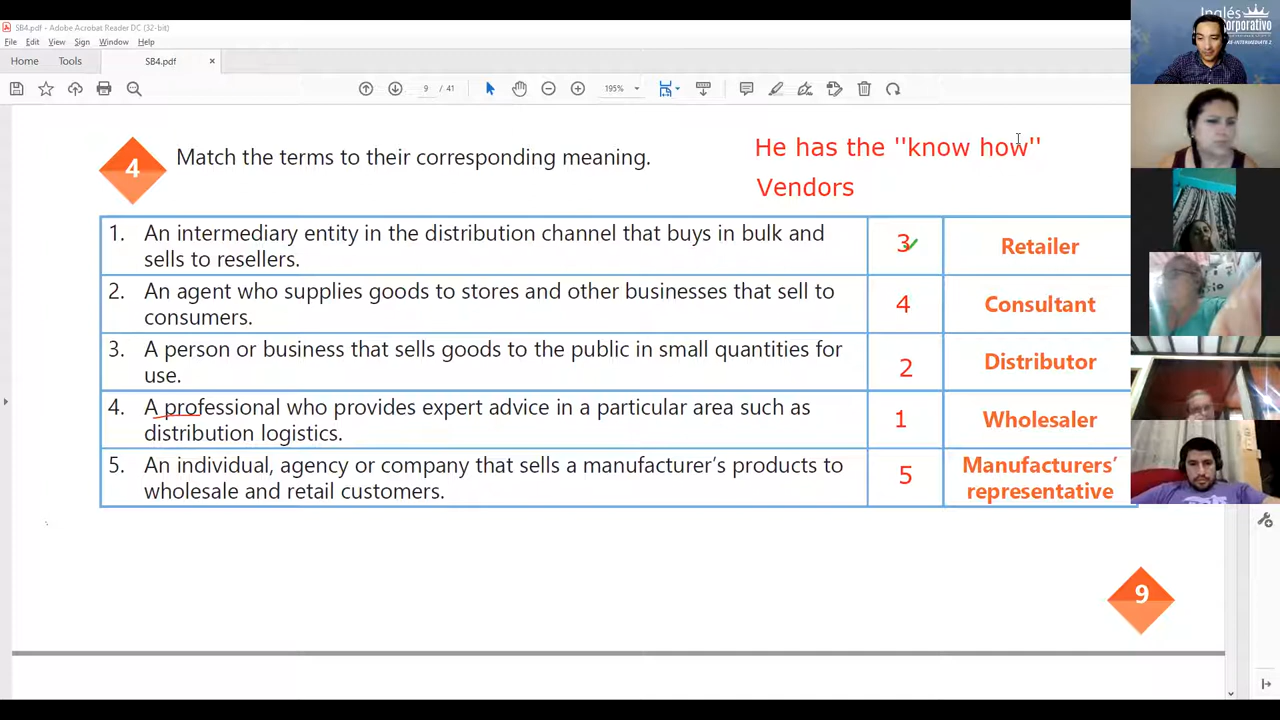 SB4.pdf - Adobe Acrobat Reader DC (32-bit)
File Edit View Sign Window Help
Home Tools SB4.pdf ×
9 / 41 195%
Inglés
Corporativo
4 Match the terms to their corresponding meaning.
He has the ''know how''
Vendors
1. An intermediary entity in the distribution channel that buys in bulk and
sells to resellers.
3 Retailer
2. An agent who supplies goods to stores and other businesses that sell to
consumers.
4 Consultant
3. A person or business that sells goods to the public in small quantities for
use.
2 Distributor
4. A professional who provides expert advice in a particular area such as
distribution logistics.
1 Wholesaler
5. An individual, agency or company that sells a manufacturer's products to
wholesale and retail customers.
5 Manufacturers'
representative
9